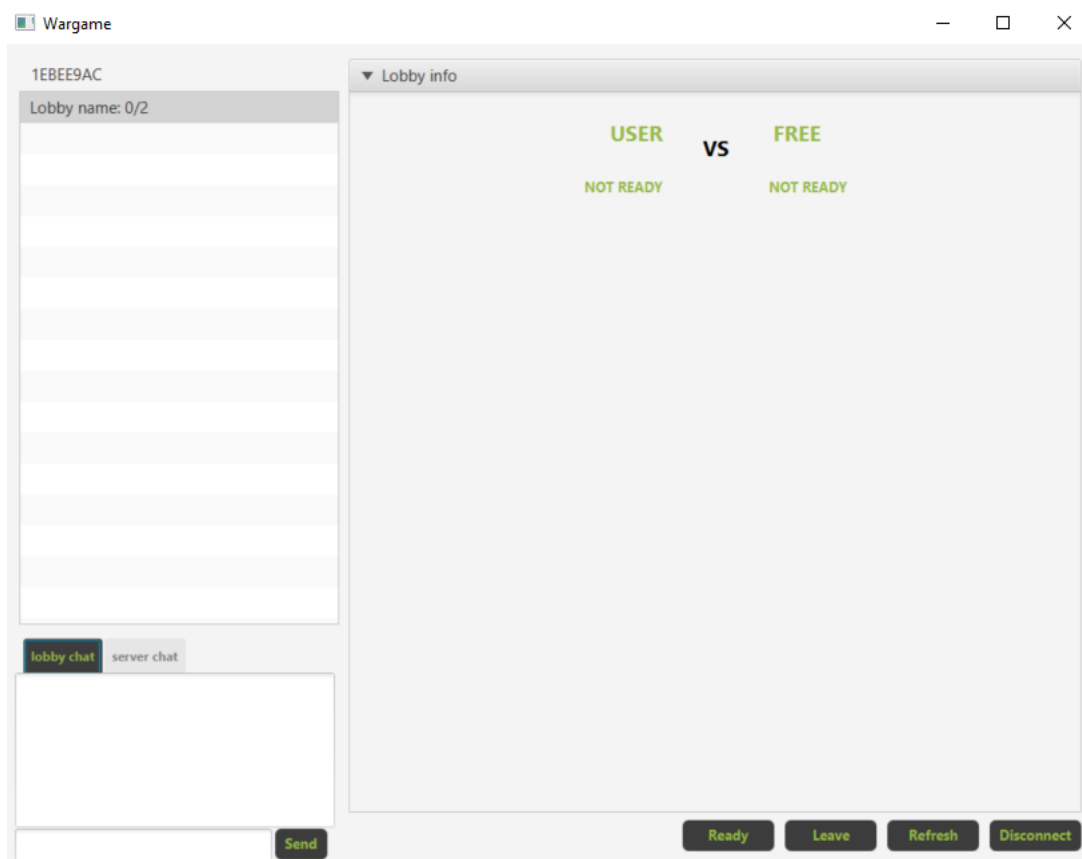 Wargame
1EBEE9AC
Lobby name: 0/2
Lobby info
USER VS FREE
NOT READY NOT READY
lobby chat server chat
Send
Ready Leave Refresh Disconnect